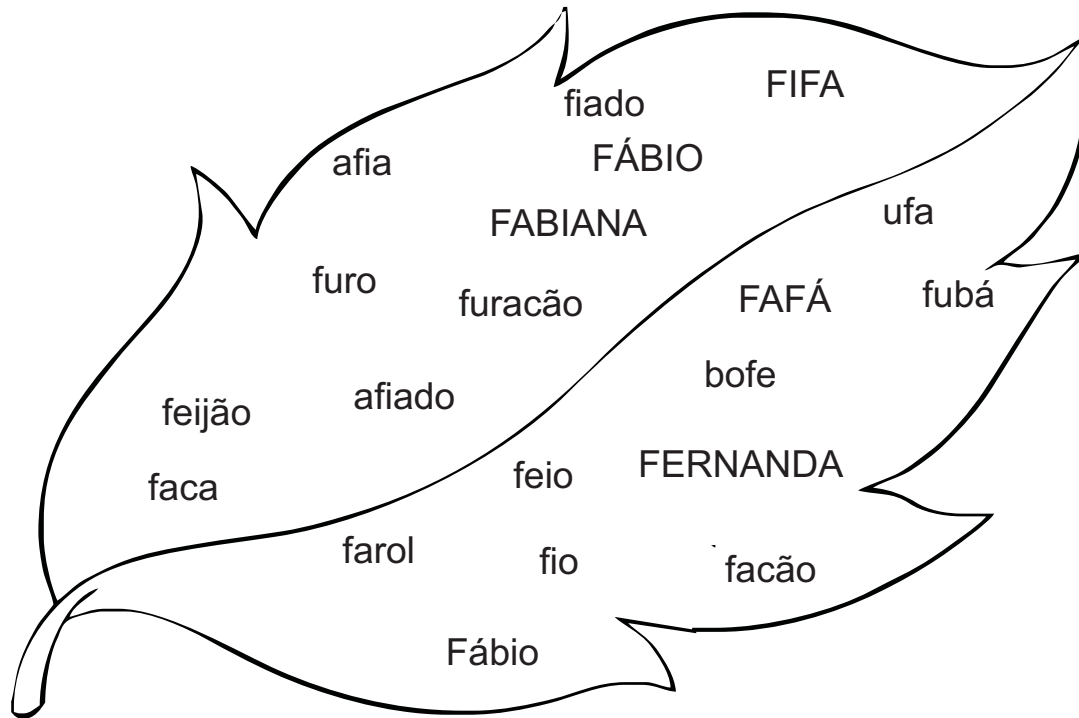 FIFA
fiado
FÁBIO
afia
ufa
FABIANA
furo
furacão
FAFÁ
fubá
bofe
afiado
feijão
FERNANDA
feio
faca
farol
fio
facão
Fábio